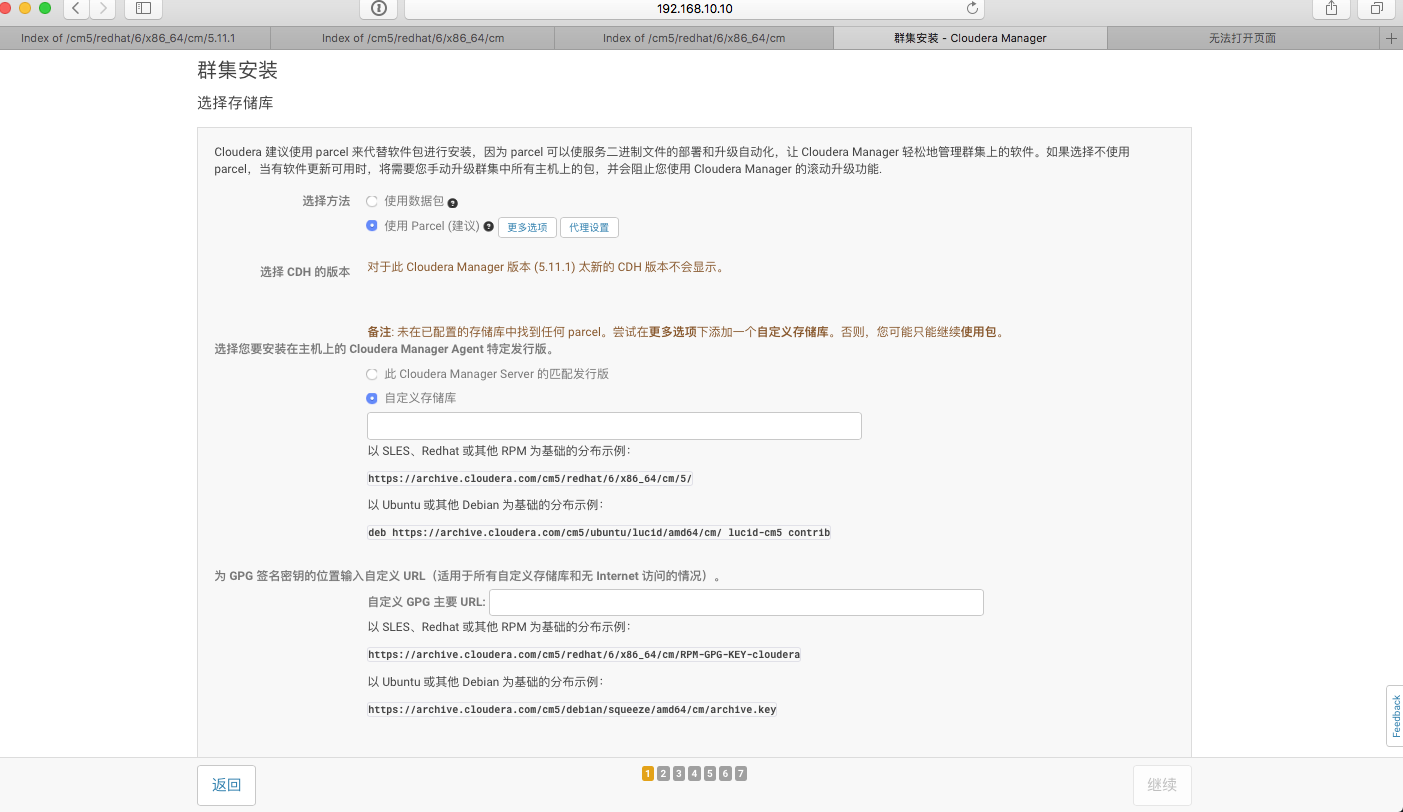 192.168.10.10
Index of /cm5/redhat/6/x86_64/cm/5.11.1
Index of /cm5/redhat/6/x86_64/cm
Index of /cm5/redhat/6/x86_64/cm
群集安装 - Cloudera Manager
无法打开页面
群集安装
选择存储库
Cloudera 建议使用 parcel 来代替软件包进行安装，因为 parcel 可以使服务二进制文件的部署和升级自动化，让 Cloudera Manager 轻松地管理群集上的软件。如果选择不使用
parcel，当有软件更新可用时，将需要您手动升级群集中所有主机上的包，并会阻止您使用 Cloudera Manager 的滚动升级功能.
选择方法
使用数据包
使用 Parcel (建议)
更多选项
代理设置
选择 CDH 的版本
对于此 Cloudera Manager 版本 (5.11.1) 太新的 CDH 版本不会显示。
备注: 未在已配置的存储库中找到任何 parcel。尝试在更多选项下添加一个自定义存储库。否则，您可能只能继续使用包。
选择您要安装在主机上的 Cloudera Manager Agent 特定发行版。
此 Cloudera Manager Server 的匹配发行版
自定义存储库
以 SLES、Redhat 或其他 RPM 为基础的分布示例：
https://archive.cloudera.com/cm5/redhat/6/x86_64/cm/5/
以 Ubuntu 或其他 Debian 为基础的分布示例：
deb https://archive.cloudera.com/cm5/ubuntu/lucid/amd64/cm/ lucid-cm5 contrib
为 GPG 签名密钥的位置输入自定义 URL（适用于所有自定义存储库和无 Internet 访问的情况）。
自定义 GPG 主要 URL:
以 SLES、Redhat 或其他 RPM 为基础的分布示例：
https://archive.cloudera.com/cm5/redhat/6/x86_64/cm/RPM-GPG-KEY-cloudera
以 Ubuntu 或其他 Debian 为基础的分布示例：
https://archive.cloudera.com/cm5/debian/squeeze/amd64/cm/archive.key
Feedback
返回
1 2 3 4 5 6 7
继续